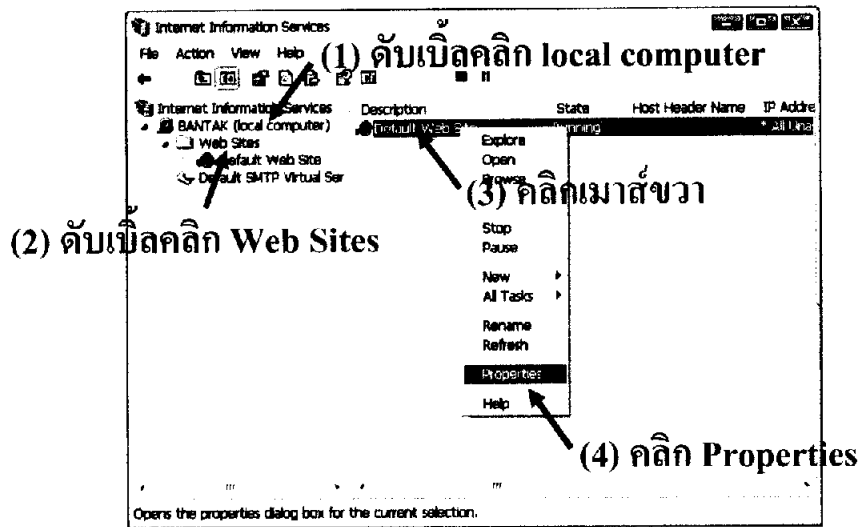 Internet Information Services
File Action View Help
(1) ดับเบิ้ลคลิก local computer
Internet Information Services
BANTAK (local computer)
Web Sites
Default Web Site
Default SMTP Virtual Ser
Description State Host Header Name IP Addre
Default Web Running * All Una
Explore
Open
Browse
(3) คลิกเมาส์ขวา
(2) ดับเบิ้ลคลิก Web Sites
Stop
Pause
New
All Tasks
Rename
Refresh
Properties
Help
(4) คลิก Properties
Opens the properties dialog box for the current selection.